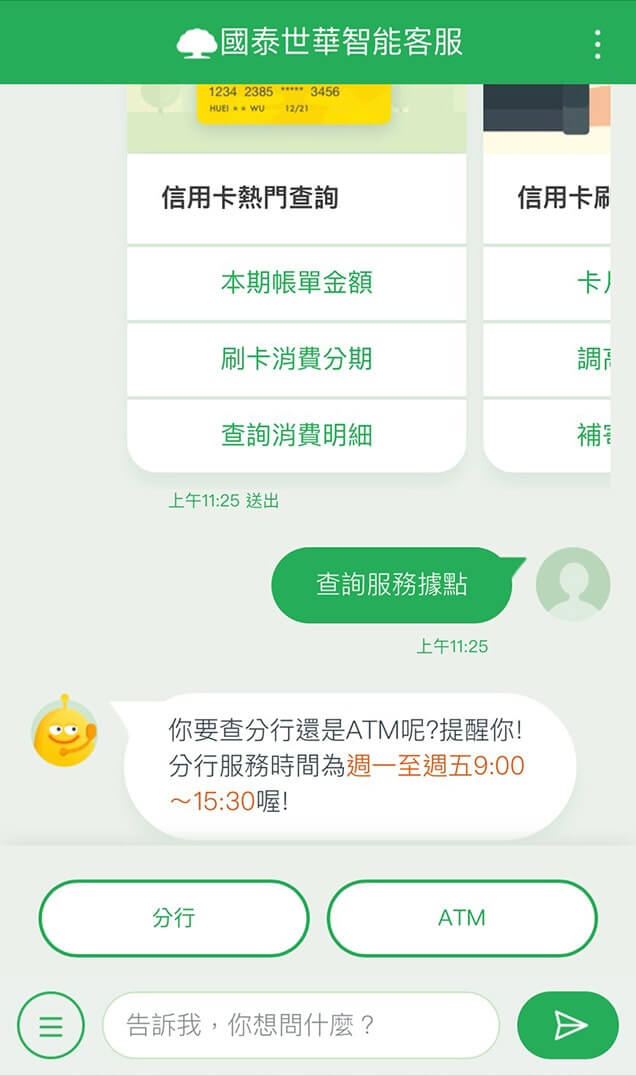 國泰世華智能客服
1234 2385 ***** 3456
HUEI ** WU 12/21
信用卡熱門查詢
信用卡刷
本期帳單金額
刷卡消費分期
調高
查詢消費明細
上午11:25 送出
查詢服務據點
上午11:25
你要查分行還是ATM呢?提醒你!
分行服務時間為週一至週五9:00
～15:30喔!
分行
ATM
告訴我，你想問什麼？